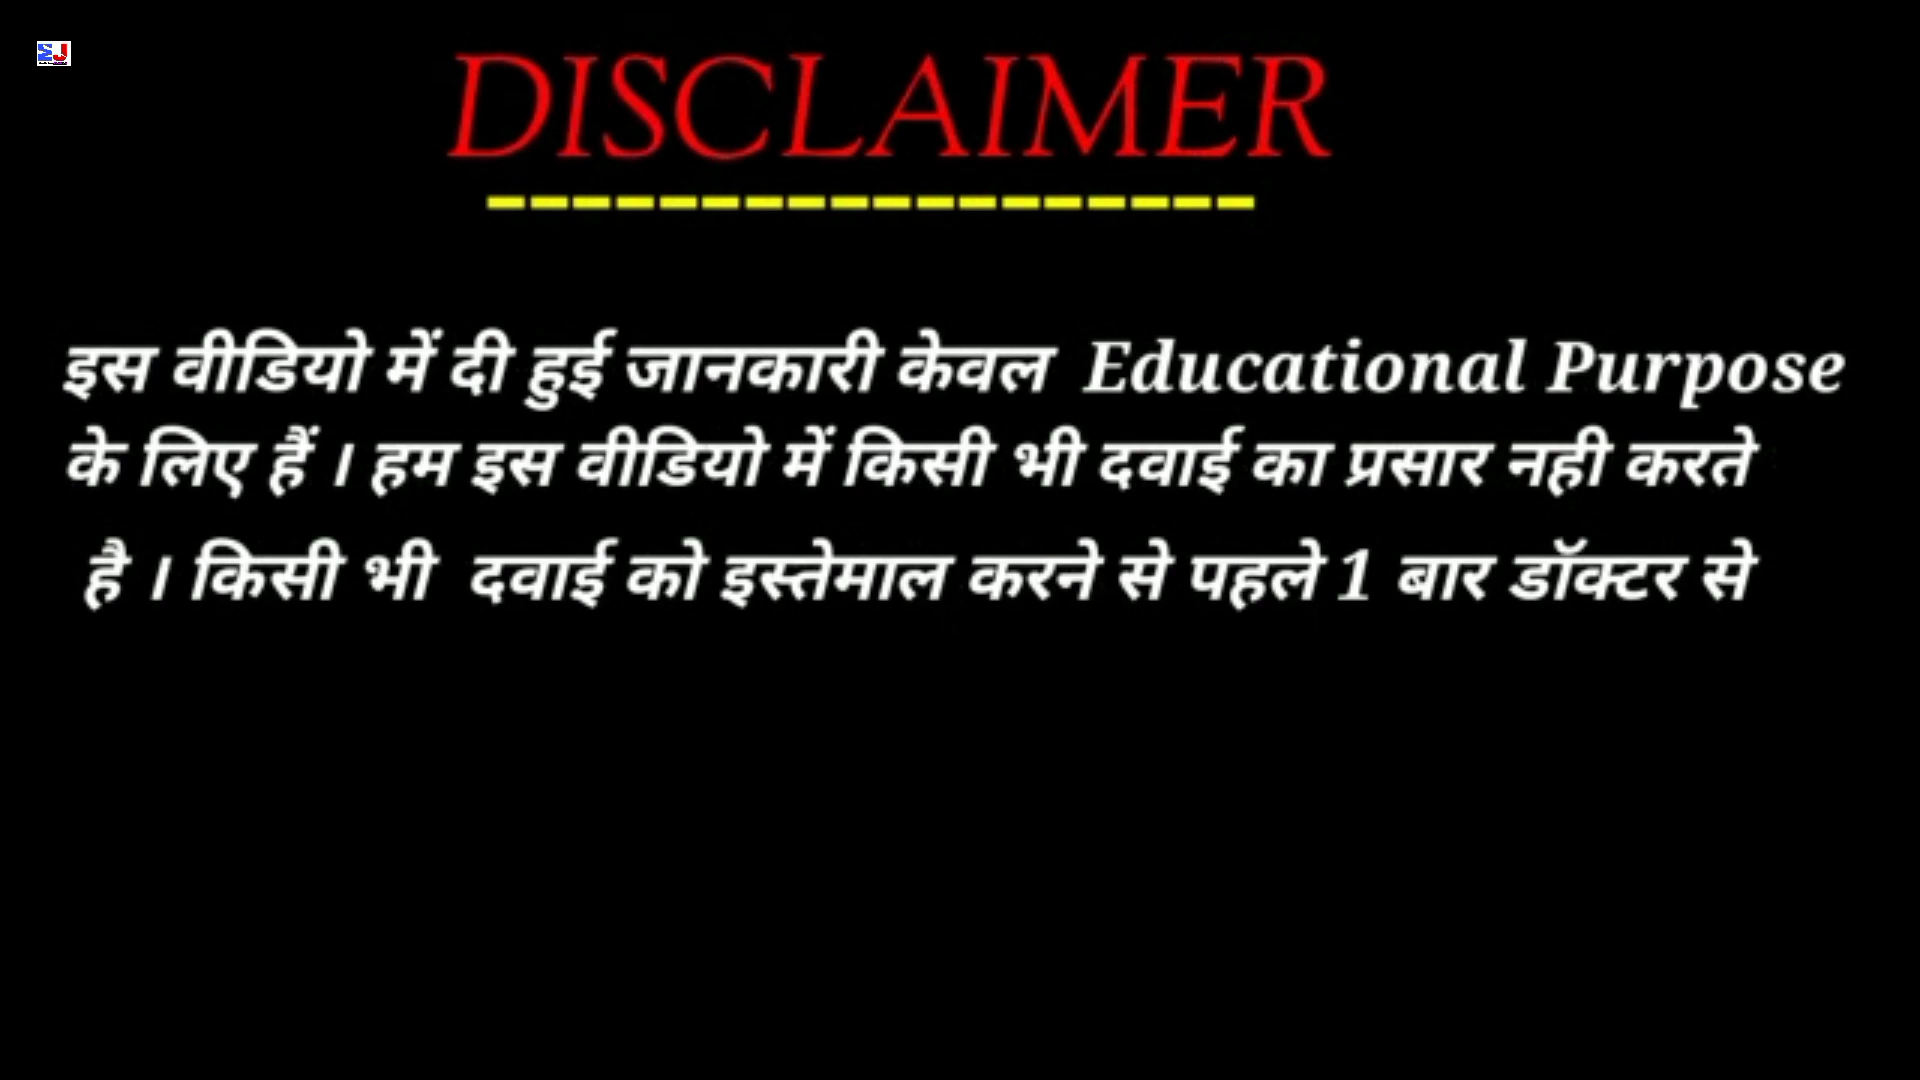 DISCLAIMER
इस वीडियो में दी हुई जानकारी केवल Educational Purpose
के लिए हैं । हम इस वीडियो में किसी भी दवाई का प्रसार नही करते
है । किसी भी दवाई को इस्तेमाल करने से पहले 1 बार डॉक्टर से